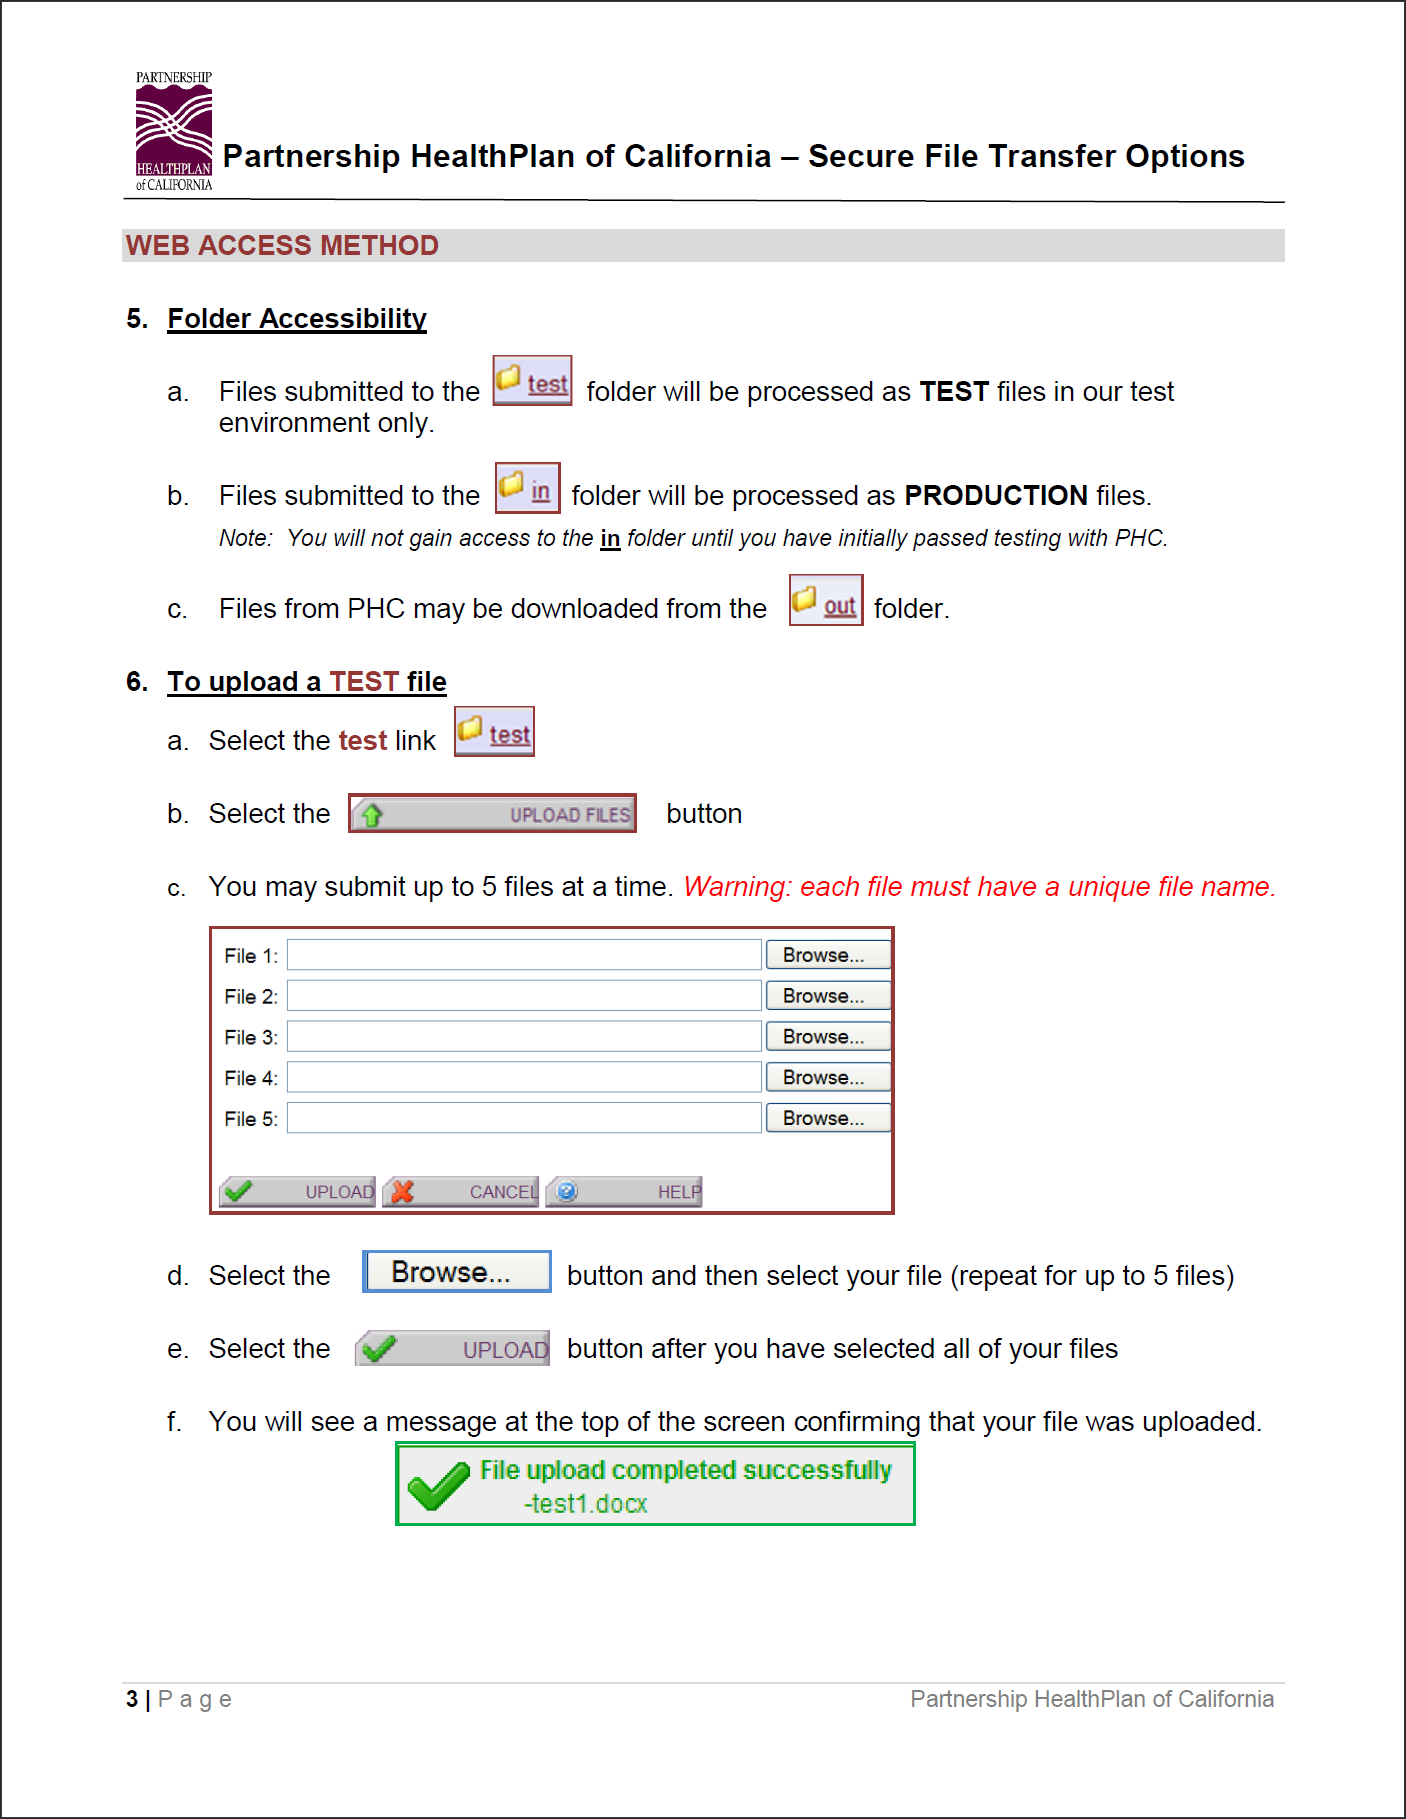 PARTNERSHIP
HEALTHPLAN
of CALIFORNIA
Partnership HealthPlan of California – Secure File Transfer Options
WEB ACCESS METHOD
5. Folder Accessibility
a. Files submitted to the test folder will be processed as TEST files in our test
environment only.
b. Files submitted to the in folder will be processed as PRODUCTION files.
Note: You will not gain access to the in folder until you have initially passed testing with PHC.
c. Files from PHC may be downloaded from the out folder.
6. To upload a TEST file
a. Select the test link test
b. Select the UPLOAD FILES button
c. You may submit up to 5 files at a time. Warning: each file must have a unique file name.
File 1: Browse...
File 2: Browse...
File 3: Browse...
File 4: Browse...
File 5: Browse...
UPLOAD CANCEL HELP
d. Select the Browse... button and then select your file (repeat for up to 5 files)
e. Select the UPLOAD button after you have selected all of your files
f. You will see a message at the top of the screen confirming that your file was uploaded.
File upload completed successfully
-test1.docx
3 | Page Partnership HealthPlan of California